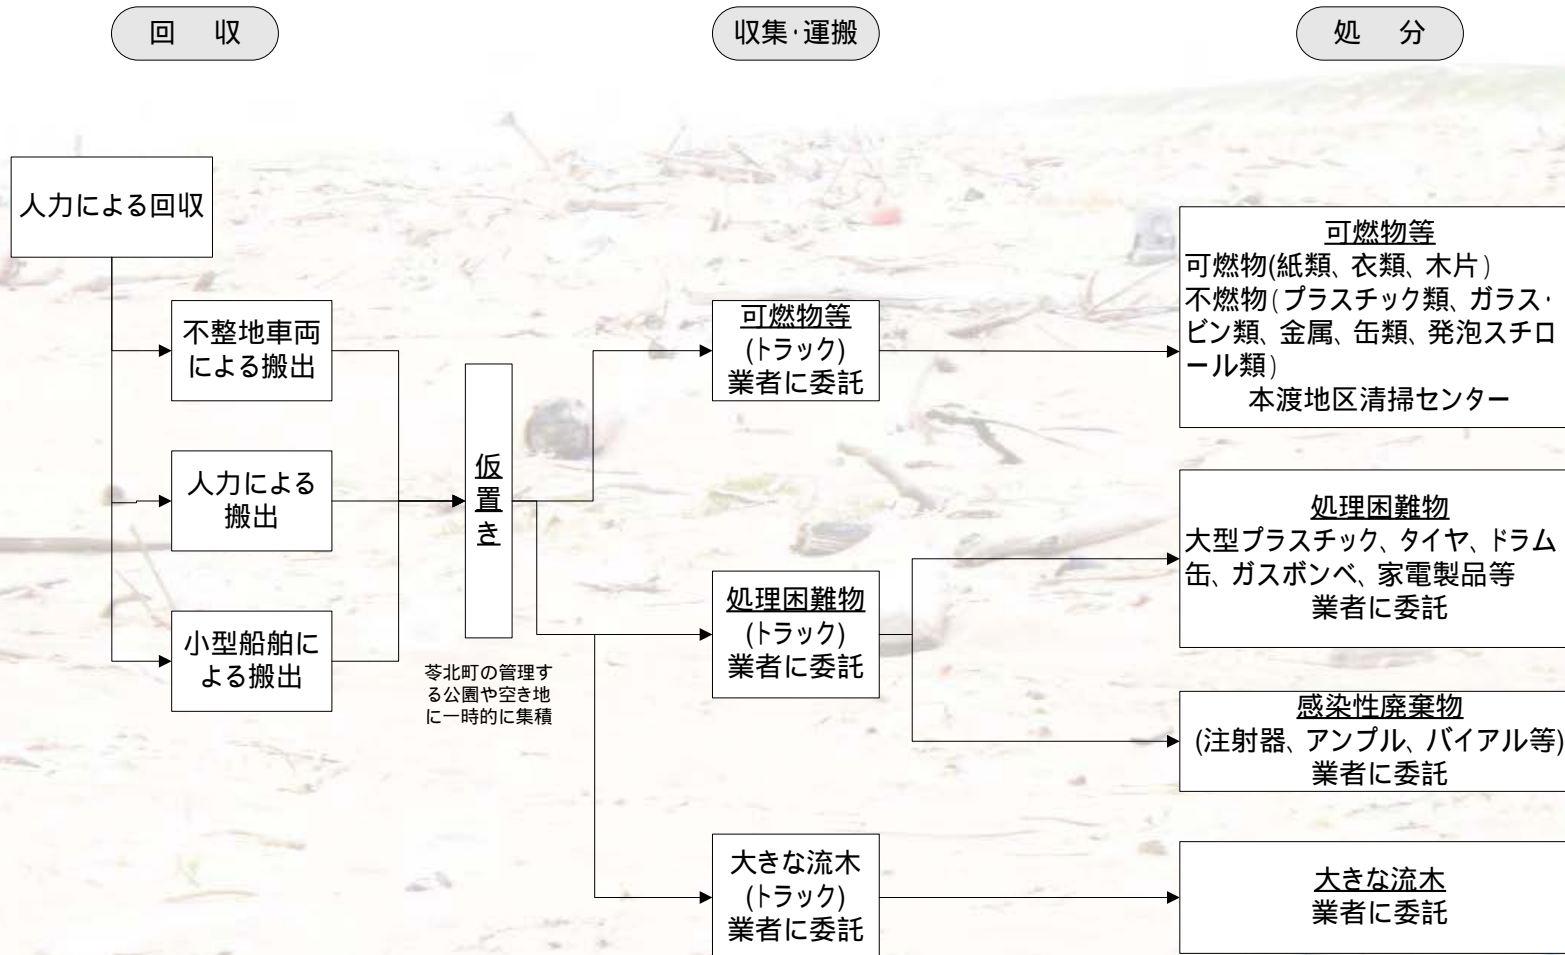 回 収
収集・運搬
処 分
人力による回収
不整地車両
による搬出
人力による
搬出
小型船舶に
よる搬出
仮置き
苓北町の管理す
る公園や空き地
に一時的に集積
可燃物等
(トラック)
業者に委託
処理困難物
(トラック)
業者に委託
大きな流木
(トラック)
業者に委託
可燃物等
可燃物(紙類、衣類、木片)
不燃物(プラスチック類、ガラス・
ビン類、金属、缶類、発泡スチロ
ール類)
本渡地区清掃センター
処理困難物
大型プラスチック、タイヤ、ドラム
缶、ガスボンベ、家電製品等
業者に委託
感染性廃棄物
(注射器、アンプル、バイアル等)
業者に委託
大きな流木
業者に委託